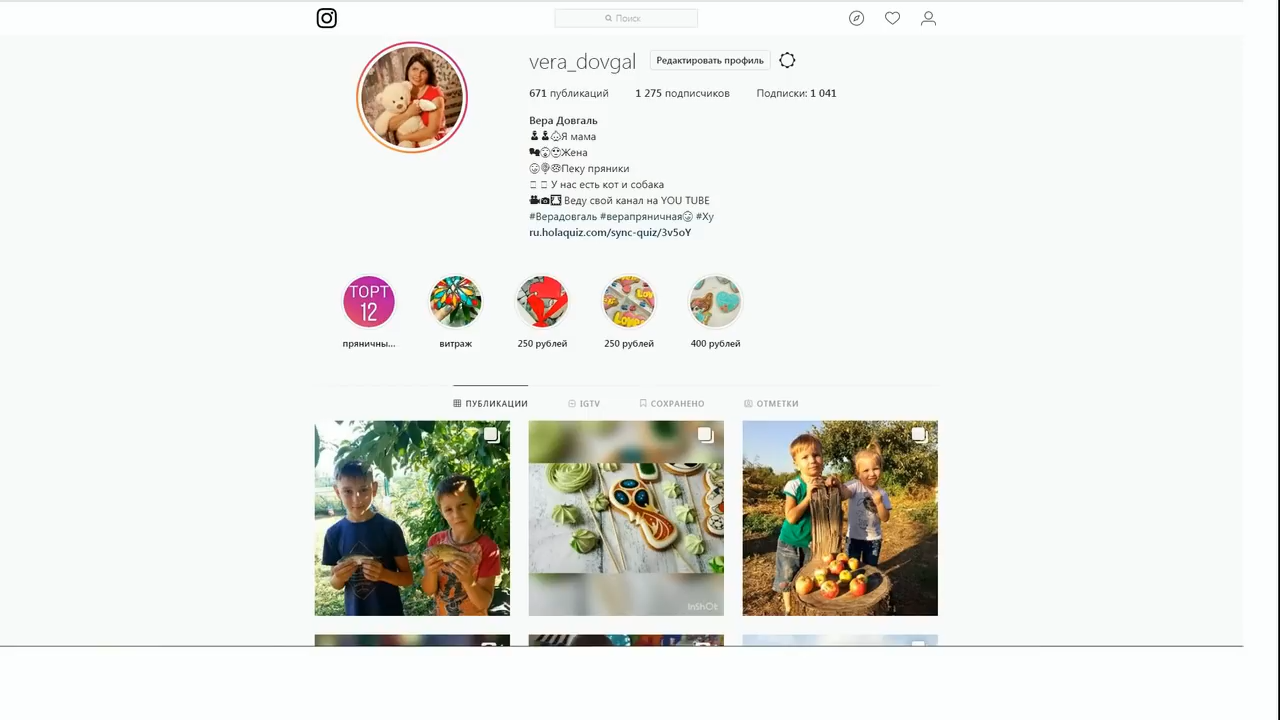 Поиск
vera_dovgal
Редактировать профиль
671 публикаций
1 275 подписчиков
Подписки: 1 041
Вера Довгаль
Я мама
Жена
Пеку пряники
У нас есть кот и собака
Веду свой канал на YOU TUBE
#Верадовгаль #верапряничная #Ху
ru.holaquiz.com/sync-quiz/3v5oY
ТОРТ
12
пряничны...
витраж
250 рублей
250 рублей
400 рублей
ПУБЛИКАЦИИ
IGTV
СОХРАНЕНО
ОТМЕТКИ
InShOt